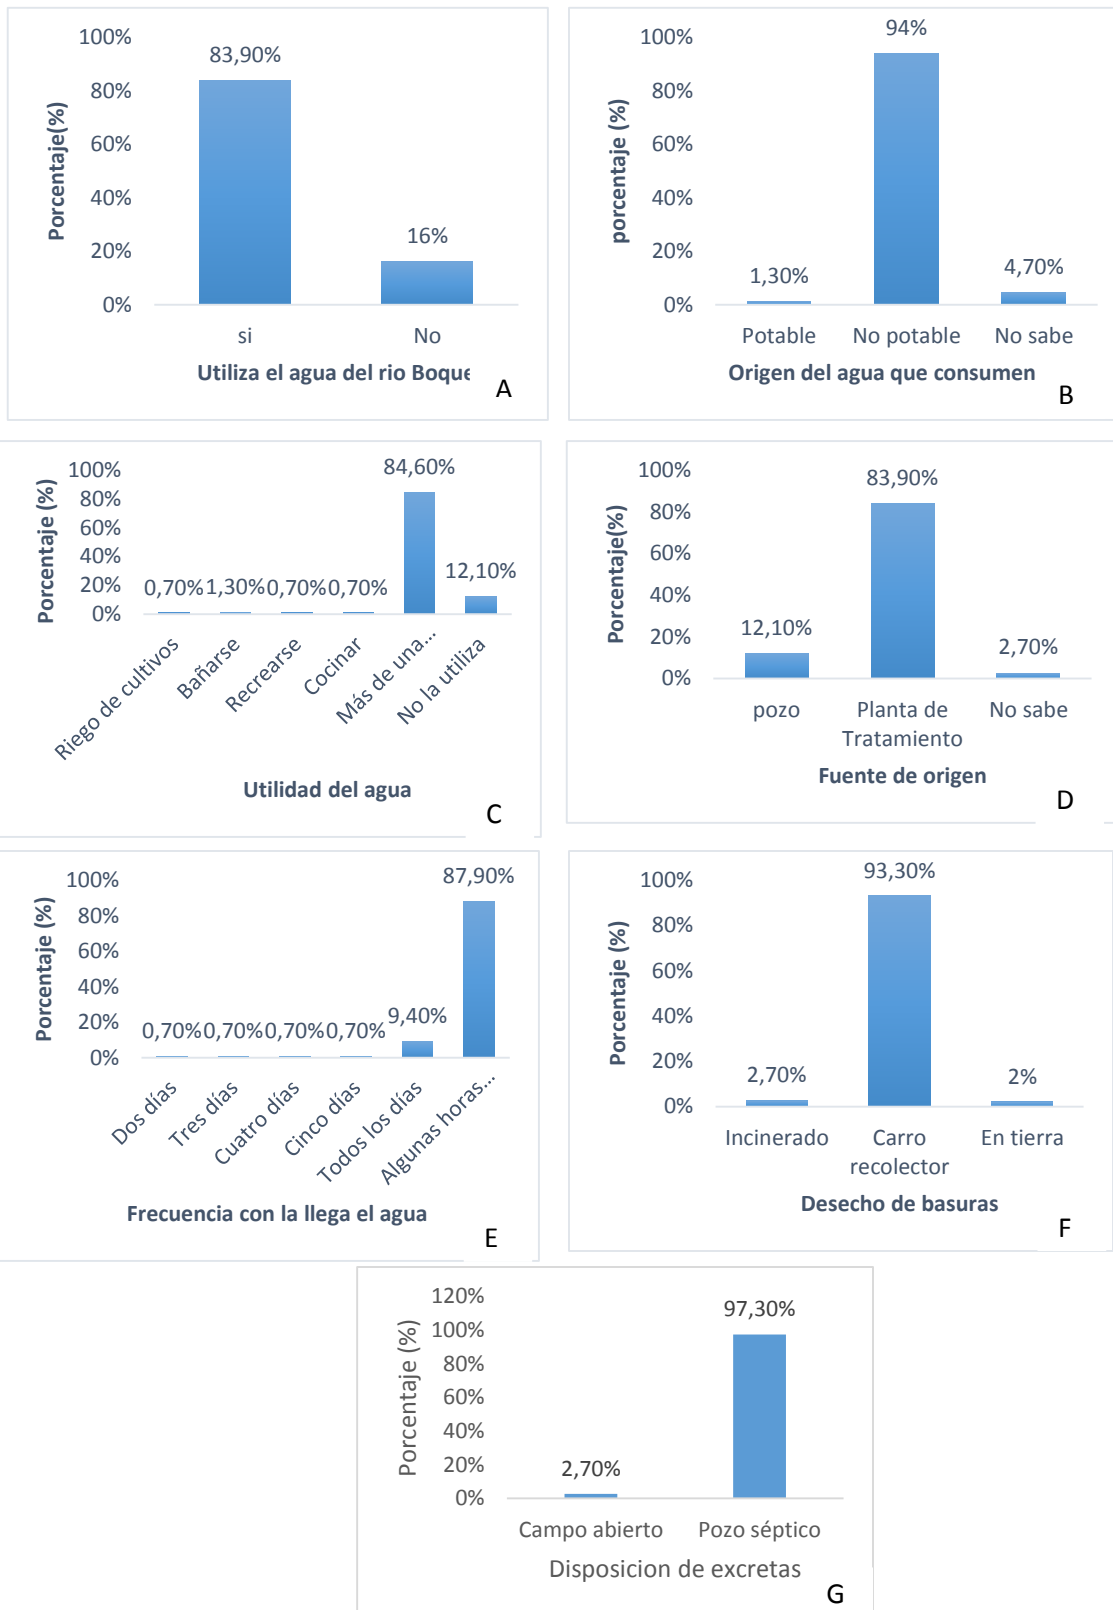 100%
80%
60%
40%
20%
0%
Porcentaje(%)
83,90%
16%
si No
Utiliza el agua del rio Boque
A
100%
80%
60%
40%
20%
0%
porcentaje (%)
1,30%
94%
4,70%
Potable No potable No sabe
Origen del agua que consumen
B
100%
80%
60%
40%
20%
0%
Porcentaje (%)
0,70% 1,30% 0,70% 0,70% 84,60% 12,10%
Riego de cultivos
Bañarse
Recrearse
Cocinar
Más de una...
No la utiliza
Utilidad del agua
C
100%
80%
60%
40%
20%
0%
Porcentaje(%)
12,10%
83,90%
2,70%
pozo Planta de No sabe
Tratamiento
Fuente de origen
D
100%
80%
60%
40%
20%
0%
Porcentaje (%)
0,70% 0,70% 0,70% 0,70% 9,40% 87,90%
Dos días
Tres días
Cuatro días
Cinco días
Todos los días
Algunas horas...
Frecuencia con la llega el agua
E
100%
80%
60%
40%
20%
0%
Porcentaje (%)
2,70%
93,30%
2%
Incinerado Carro En tierra
recolector
Desecho de basuras
F
120%
100%
80%
60%
40%
20%
0%
Porcentaje (%)
2,70%
97,30%
Campo abierto Pozo séptico
Disposicion de excretas
G